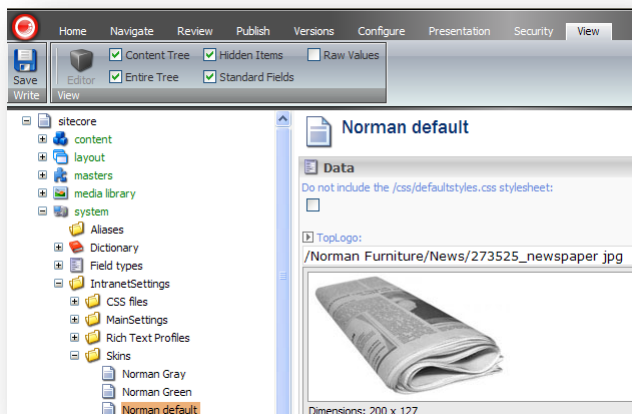 Home Navigate Review Publish Versions Configure Presentation Security View
Content Tree Hidden Items Raw Values
Save Editor Entire Tree Standard Fields
Write View
sitecore
content
layout
masters
media library
system
Aliases
Dictionary
Field types
IntranetSettings
CSS files
MainSettings
Rich Text Profiles
Skins
Norman Gray
Norman Green
Norman default
Norman default
Data
Do not include the /css/defaultstyles.css stylesheet:
TopLogo:
/Norman Furniture/News/273525_newspaper jpg
Dimensions: 200 x 127